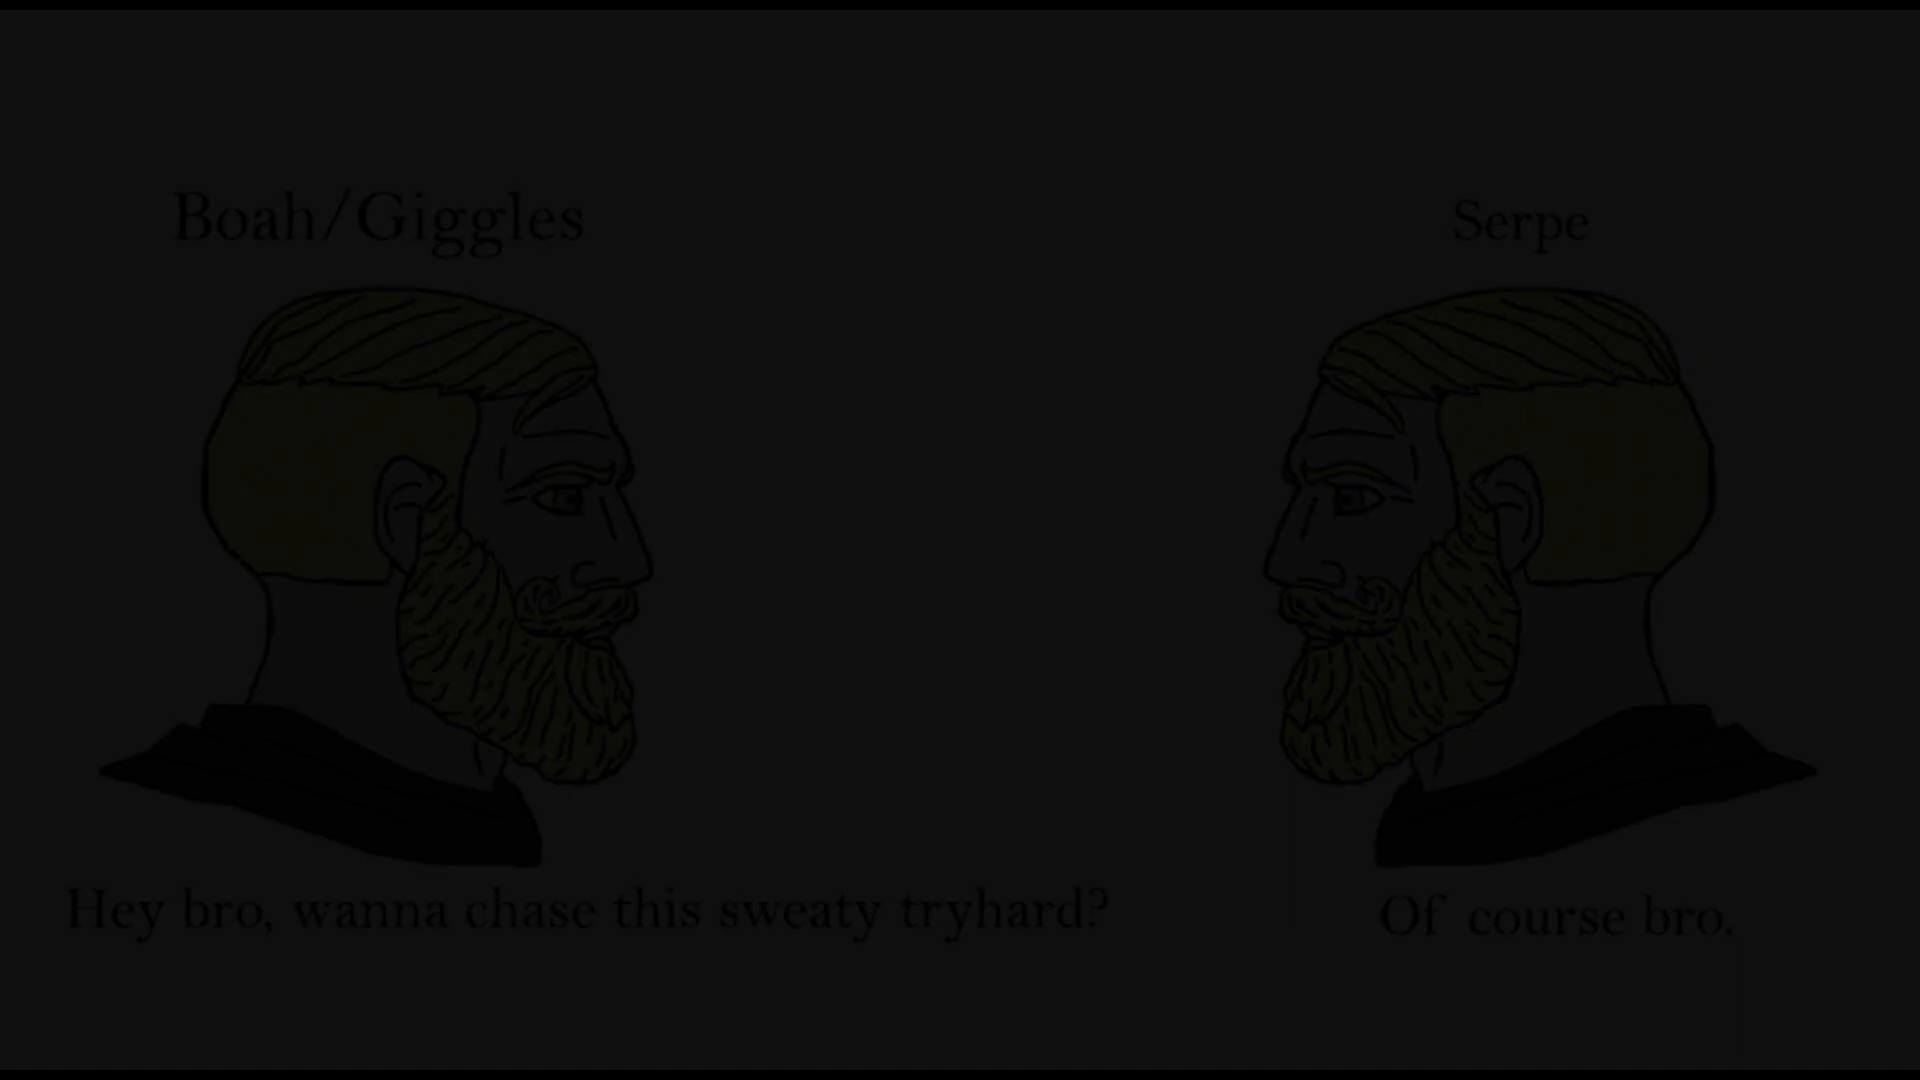 Boah/Giggles
Serpe
Hey bro, wanna chase this sweaty tryhard?
Of course bro.